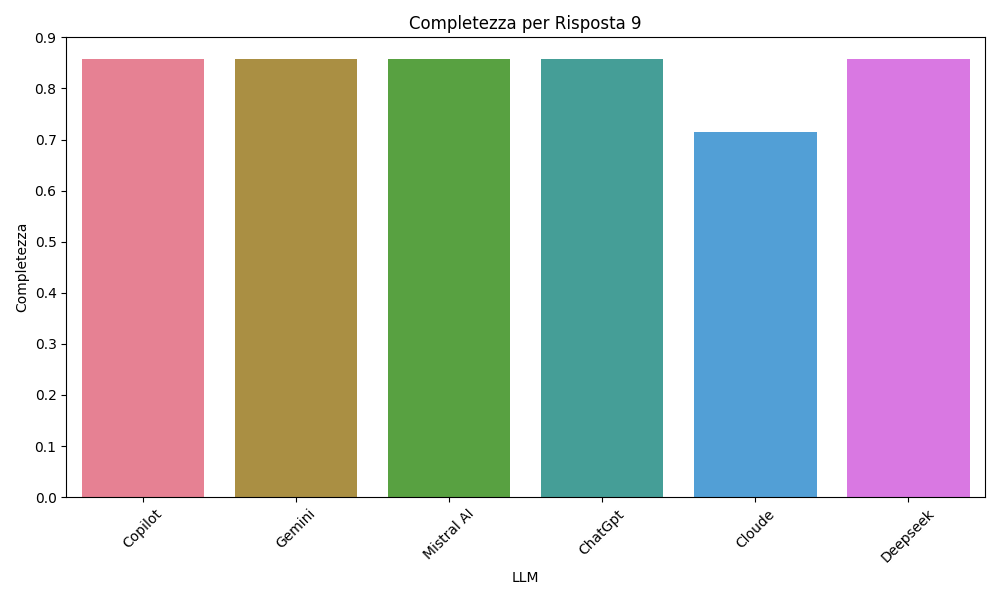 Completezza per Risposta 9
0.9
0.8
0.7
0.6
0.5
0.4
0.3
0.2
0.1
0.0
Completezza
Copilot
Gemini
Mistral AI
ChatGpt
Cloude
Deepseek
LLM